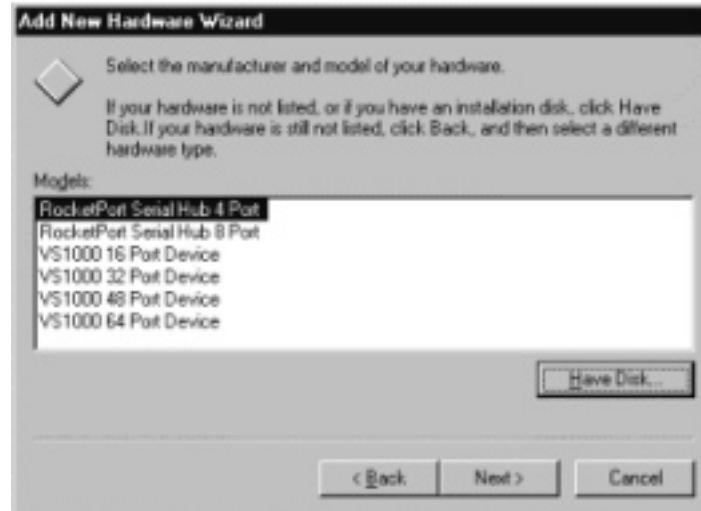 Add New Hardware Wizard
Select the manufacturer and model of your hardware.
If your hardware is not listed, or if you have an installation disk, click Have
Disk.If your hardware is still not listed, click Back, and then select a different
hardware type.
Models:
RocketPort Serial Hub 4 Port
RocketPort Serial Hub 8 Port
VS1000 16 Port Device
VS1000 32 Port Device
VS1000 48 Port Device
VS1000 64 Port Device
Have Disk...
< Back
Next >
Cancel